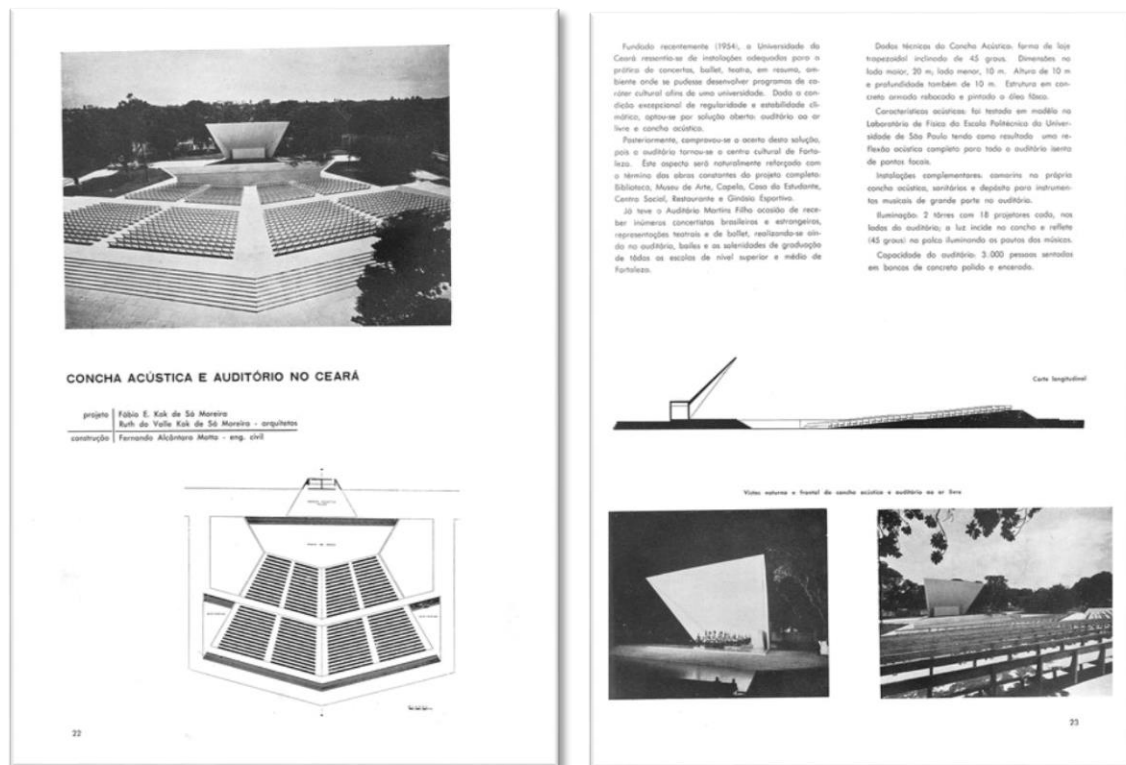 CONCHA ACÚSTICA E AUDITÓRIO NO CEARÁ
projeto | Fábio E. Kok de Sá Moreira
Ruth do Valle Kok de Sá Moreira - arquitetos
construção | Fernando Alcântara Motta - eng. civil
22
Fundada recentemente (1954), a Universidade do
Ceará ressentia-se de instalações adequadas para a
prática de concertos, ballet, teatro, em resumo, am-
biente onde se pudesse desenvolver programas de ca-
ráter cultural afins de uma universidade. Dada a con-
dição excepcional de regularidade e estabilidade cli-
mática, optou-se por solução aberta: auditório ao ar
livre e concha acústica.
Posteriormente, comprovou-se o acerto desta solução,
pois o auditório tornou-se o centro cultural de Forta-
leza. Êste aspecto será naturalmente reforçado com
o término das obras constantes do projeto completo:
Biblioteca, Museu de Arte, Capela, Casa do Estudante,
Centro Social, Restaurante e Ginásio Esportivo.
Já teve o Auditório Martins Filho ocasião de rece-
ber inúmeros concertistas brasileiros e estrangeiros,
representações teatrais e de ballet, realizando-se ain-
da no auditório, bailes e as solenidades de graduação
de tôdas as escolas de nível superior e médio de
Fortaleza.
Dados técnicos da Concha Acústica: forma de laje
trapezoidal inclinada de 45 graus. Dimensões no
lado maior, 20 m; lado menor, 10 m. Altura de 10 m
e profundidade também de 10 m. Estrutura em con-
creto armado rebocada e pintada a óleo fôsco.
Características acústicas: foi testada em modêlo no
Laboratório de Física da Escola Politécnica da Univer-
sidade de São Paulo tendo como resultado uma re-
flexão acústica completa para todo o auditório isenta
de pontos focais.
Instalações complementares: camarins na própria
concha acústica, sanitários e depósito para instrumen-
tos musicais de grande porte no auditório.
Iluminação: 2 tôrres com 18 projetores cada, nos
lados do auditório; a luz incide na concha e reflete
(45 graus) no palco iluminando as pautas dos músicos.
Capacidade do auditório: 3.000 pessoas sentadas
em bancos de concreto polido e encerado.
Corte longitudinal
Vistas noturna e frontal da concha acústica e auditório ao ar livre
23